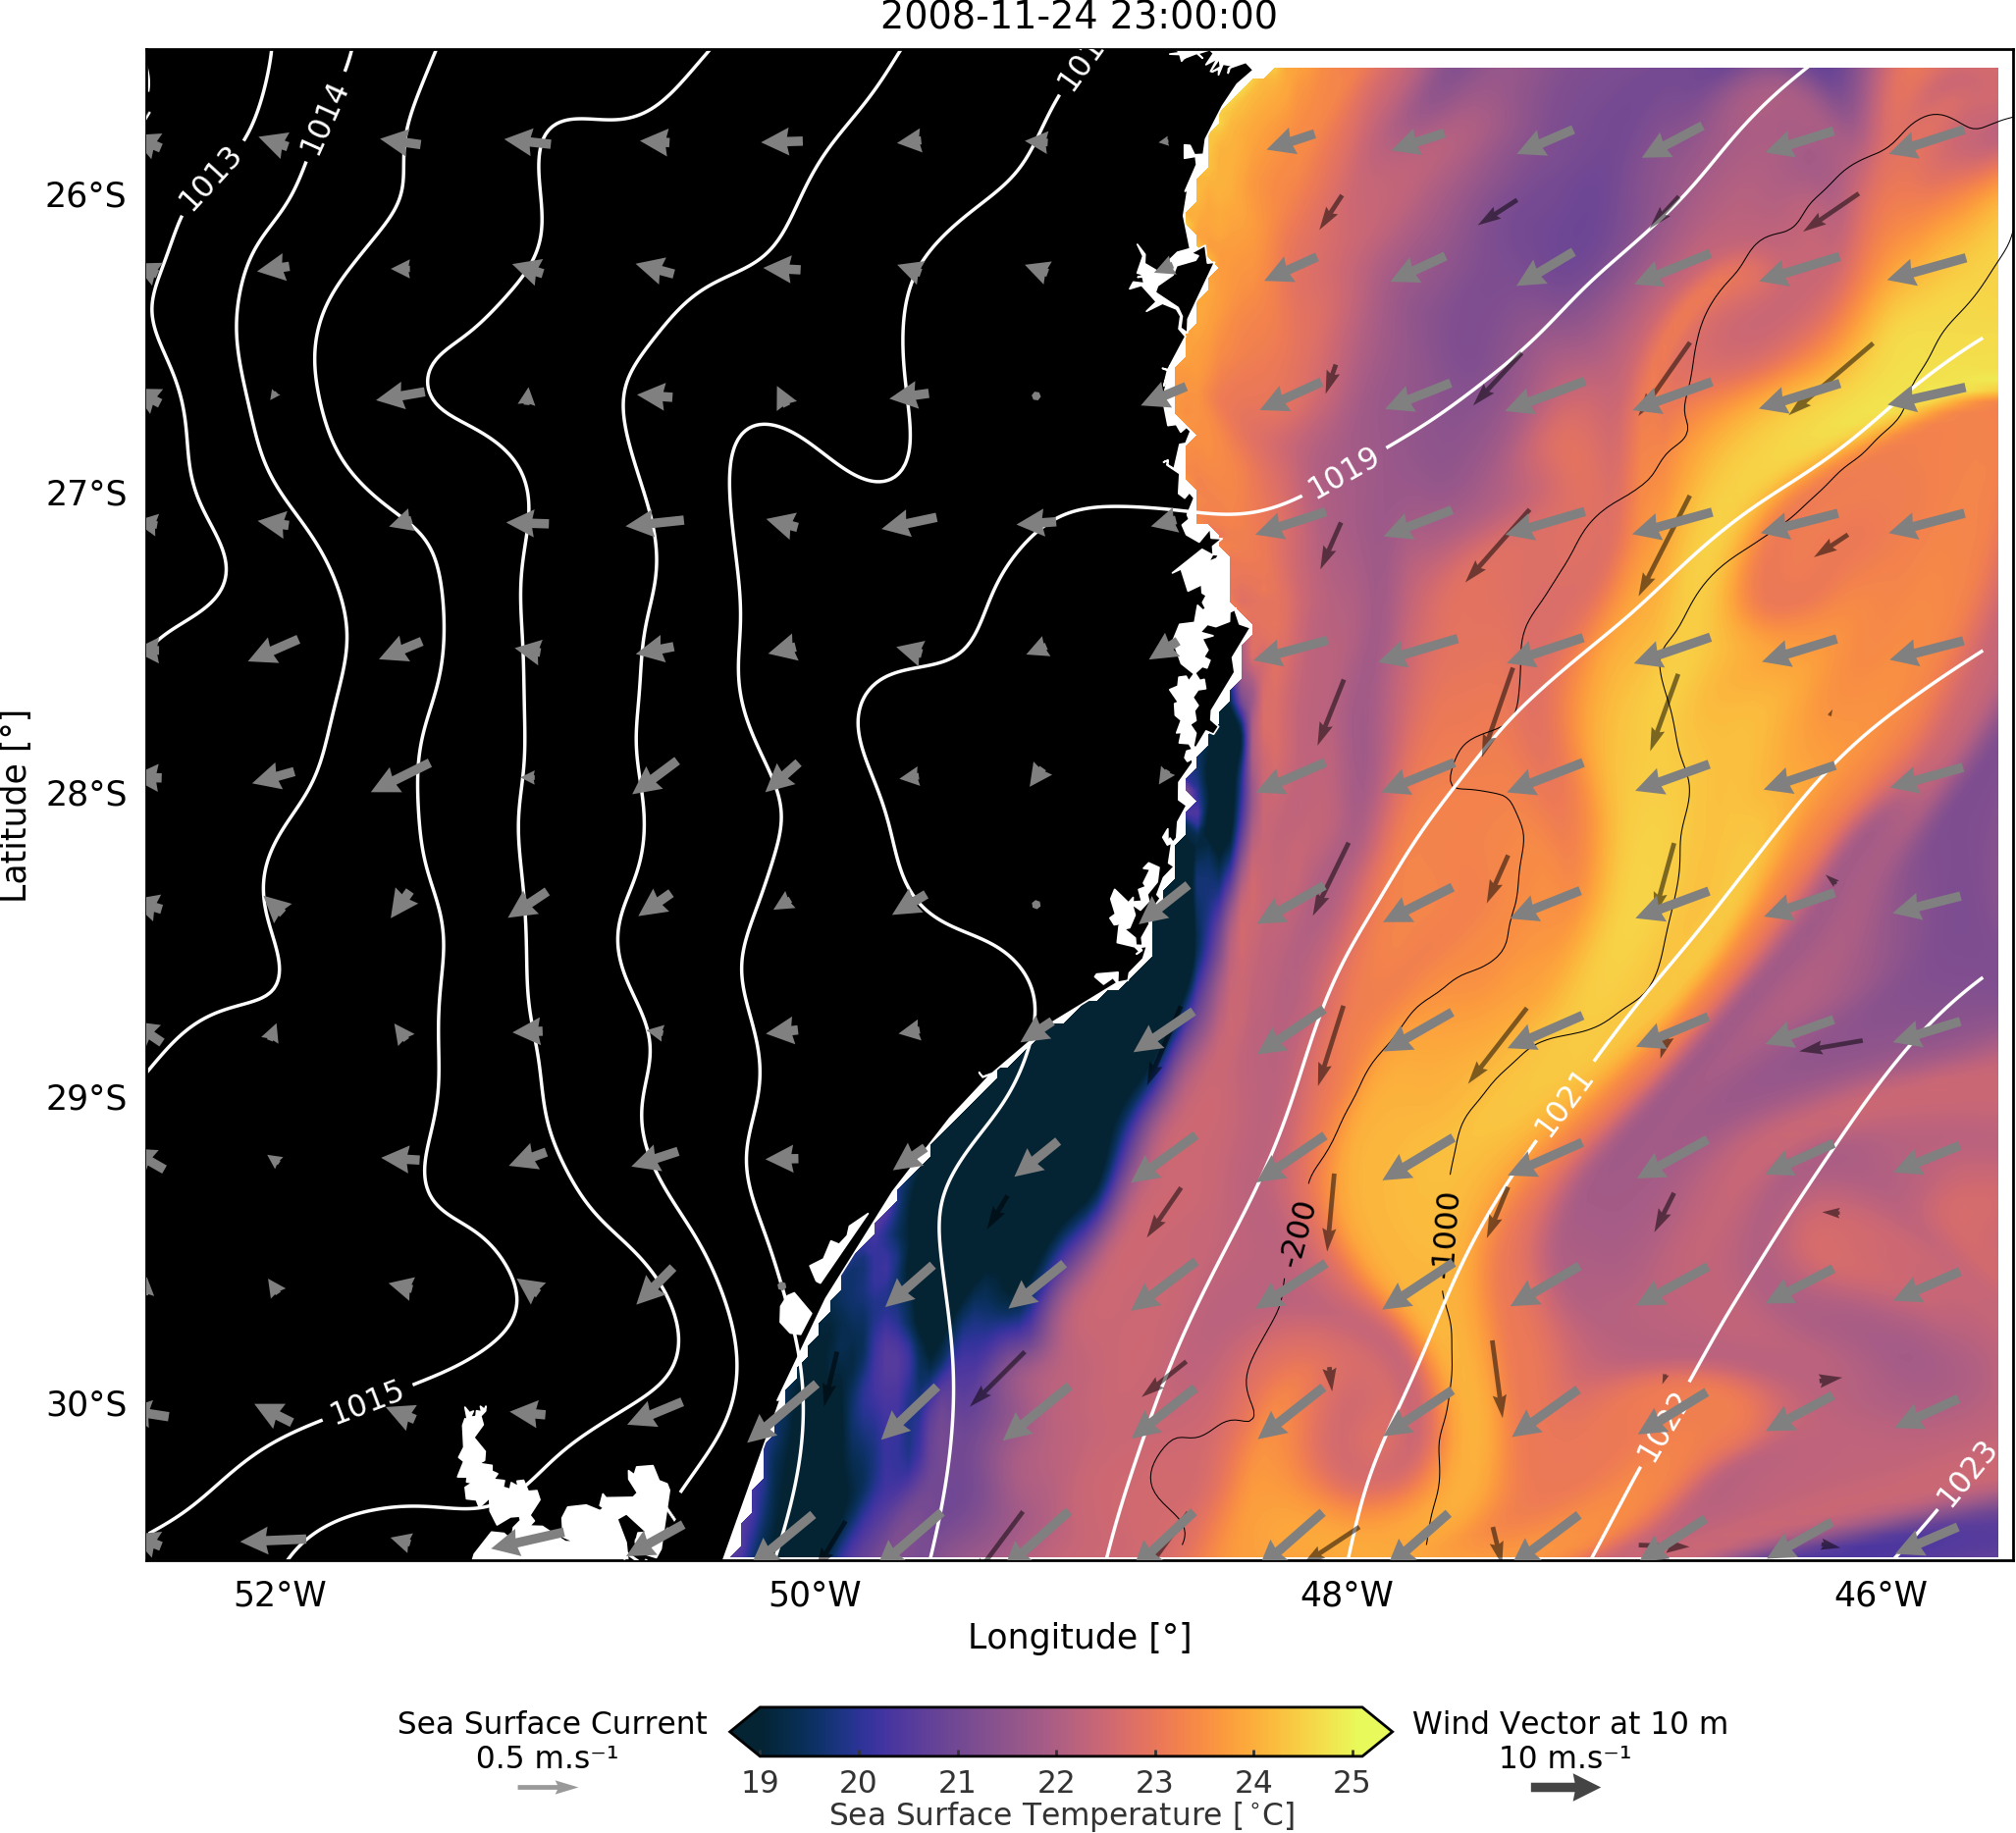 2008-11-24 23:00:00
1014
1013
26°S
1019
27°S
Latitude [°]
28°S
29°S
1021
-200
-1000
30°S
1015
1022
1023
52°W
50°W
48°W
46°W
Longitude [°]
Sea Surface Current
0.5 m.s⁻¹
Wind Vector at 10 m
10 m.s⁻¹
19 20 21 22 23 24 25
Sea Surface Temperature [°C]